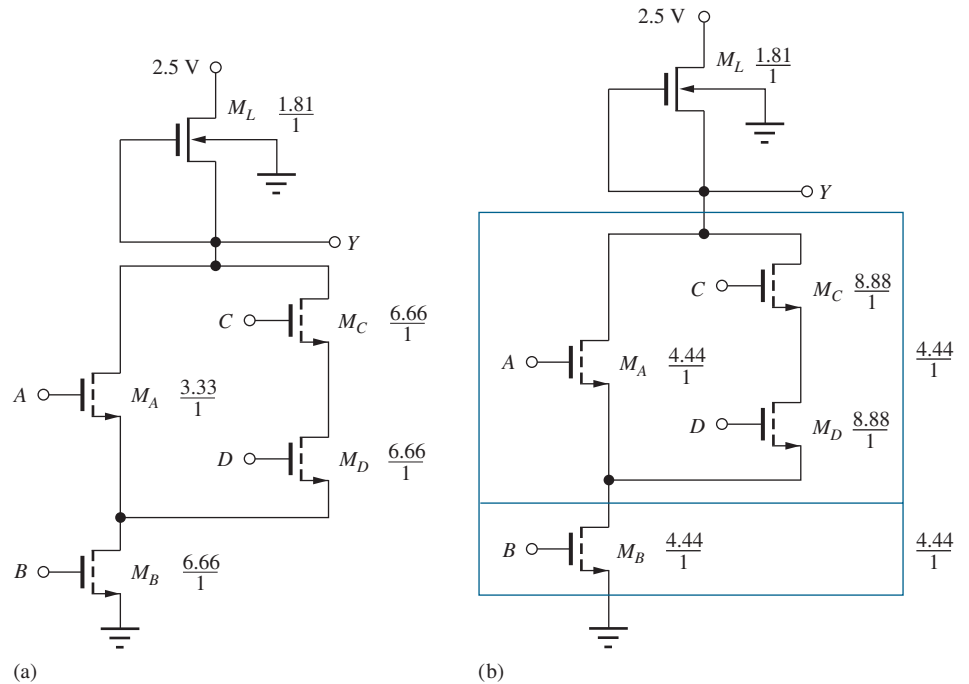 2.5 V
M_L 1.81/1
Y
C
M_C 6.66/1
A
M_A 3.33/1
D
M_D 6.66/1
B
M_B 6.66/1
(a)
2.5 V
M_L 1.81/1
Y
C
M_C 8.88/1
A
M_A 4.44/1
4.44/1
D
M_D 8.88/1
B
M_B 4.44/1
4.44/1
(b)